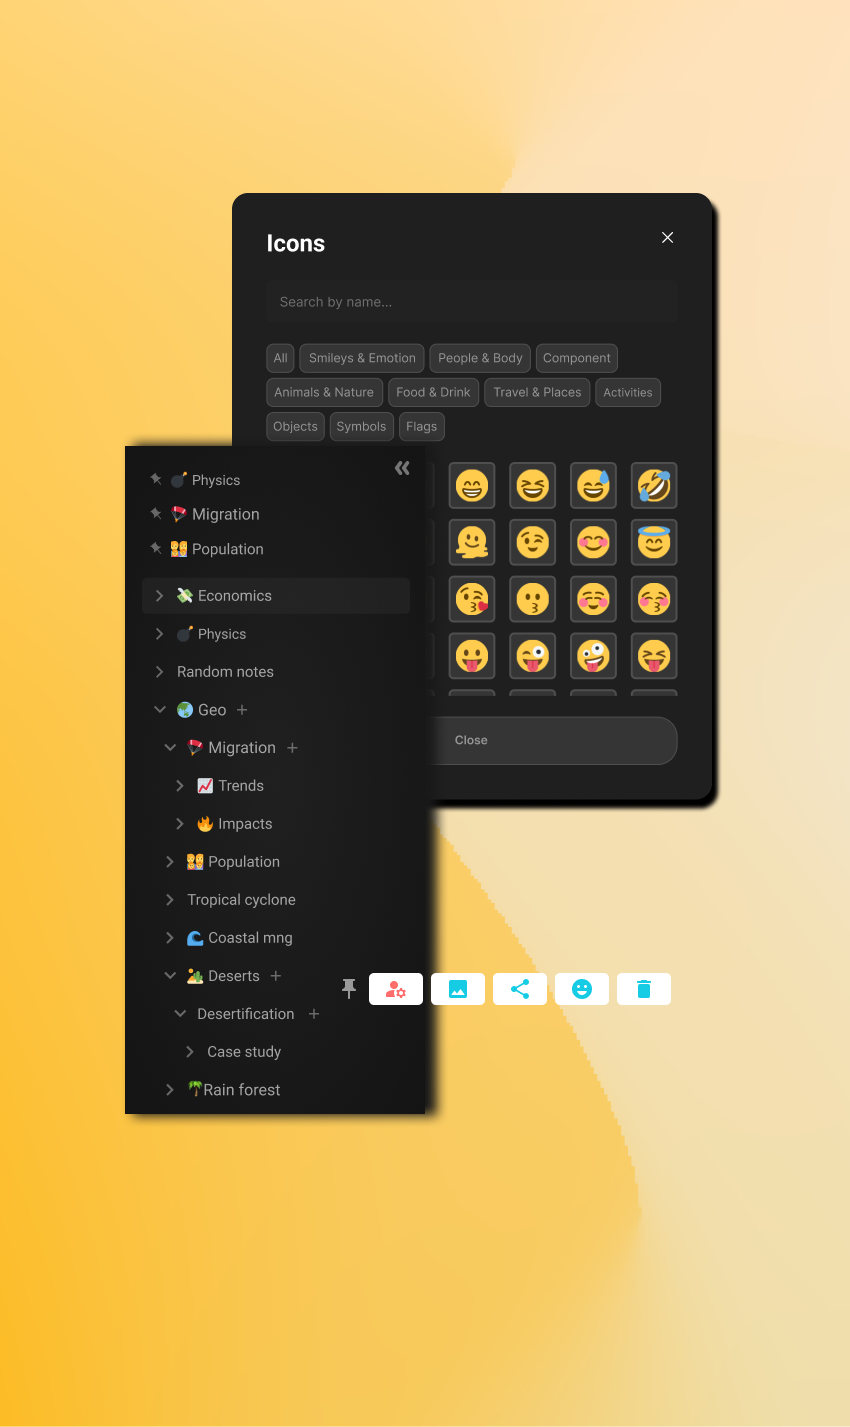 Icons
Search by name...
All Smileys & Emotion People & Body Component
Animals & Nature Food & Drink Travel & Places Activities
Objects Symbols Flags
Close
Physics
Migration
Population
Economics
Physics
Random notes
Geo
Migration
Trends
Impacts
Population
Tropical cyclone
Coastal mng
Deserts
Desertification
Case study
Rain forest